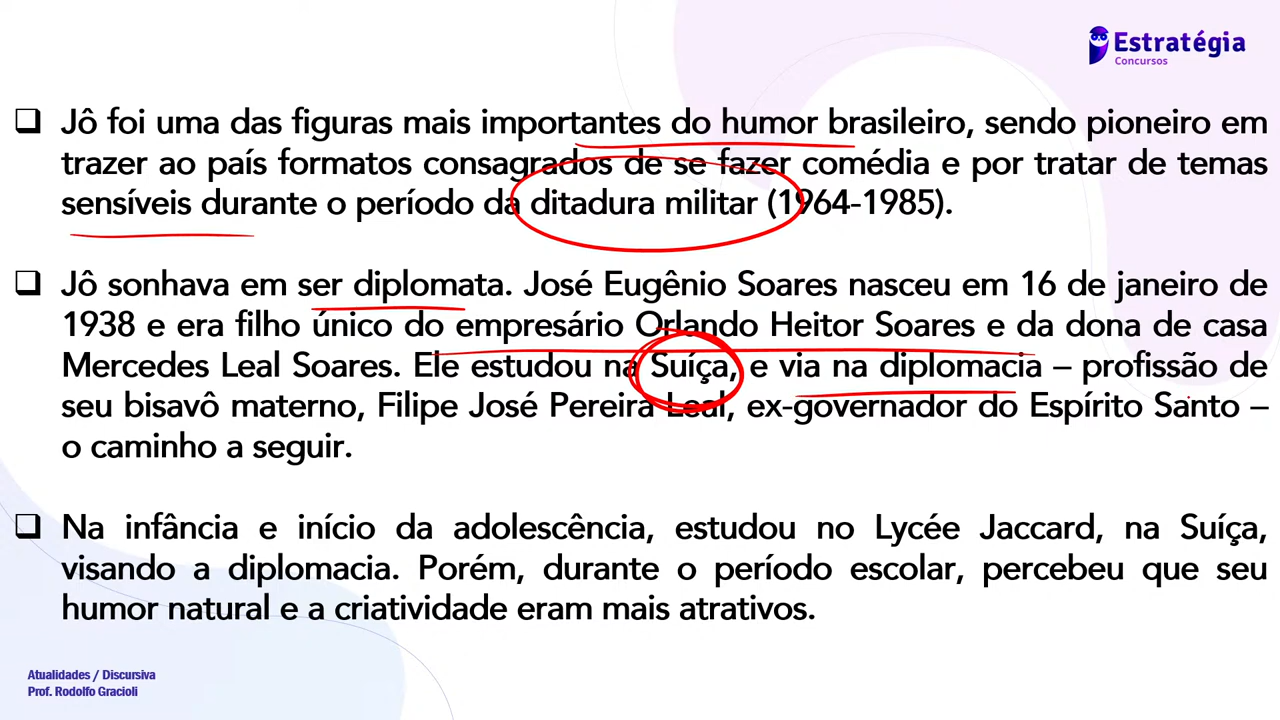 Estratégia
Concursos
Jô foi uma das figuras mais importantes do humor brasileiro, sendo pioneiro em
trazer ao país formatos consagrados de se fazer comédia e por tratar de temas
sensíveis durante o período da ditadura militar (1964-1985).
Jô sonhava em ser diplomata. José Eugênio Soares nasceu em 16 de janeiro de
1938 e era filho único do empresário Orlando Heitor Soares e da dona de casa
Mercedes Leal Soares. Ele estudou na Suíça, e via na diplomacia – profissão de
seu bisavô materno, Filipe José Pereira Leal, ex-governador do Espírito Santo –
o caminho a seguir.
Na infância e início da adolescência, estudou no Lycée Jaccard, na Suíça,
visando a diplomacia. Porém, durante o período escolar, percebeu que seu
humor natural e a criatividade eram mais atrativos.
Atualidades / Discursiva
Prof. Rodolfo Gracioli